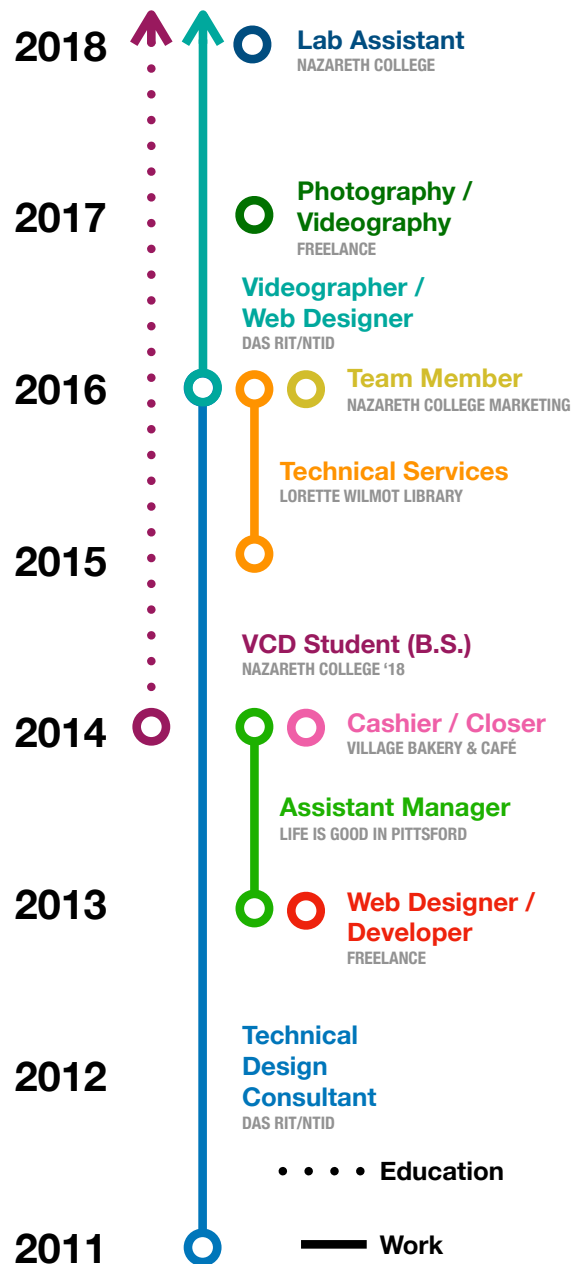 2018
Lab Assistant
NAZARETH COLLEGE
2017
Photography /
Videography
FREELANCE
Videographer /
Web Designer
DAS RIT/NTID
2016
Team Member
NAZARETH COLLEGE MARKETING
Technical Services
LORETTE WILMOT LIBRARY
2015
VCD Student (B.S.)
NAZARETH COLLEGE ‘18
2014
Cashier / Closer
VILLAGE BAKERY & CAFÉ
Assistant Manager
LIFE IS GOOD IN PITTSFORD
2013
Web Designer /
Developer
FREELANCE
2012
Technical
Design
Consultant
DAS RIT/NTID
Education
2011
Work